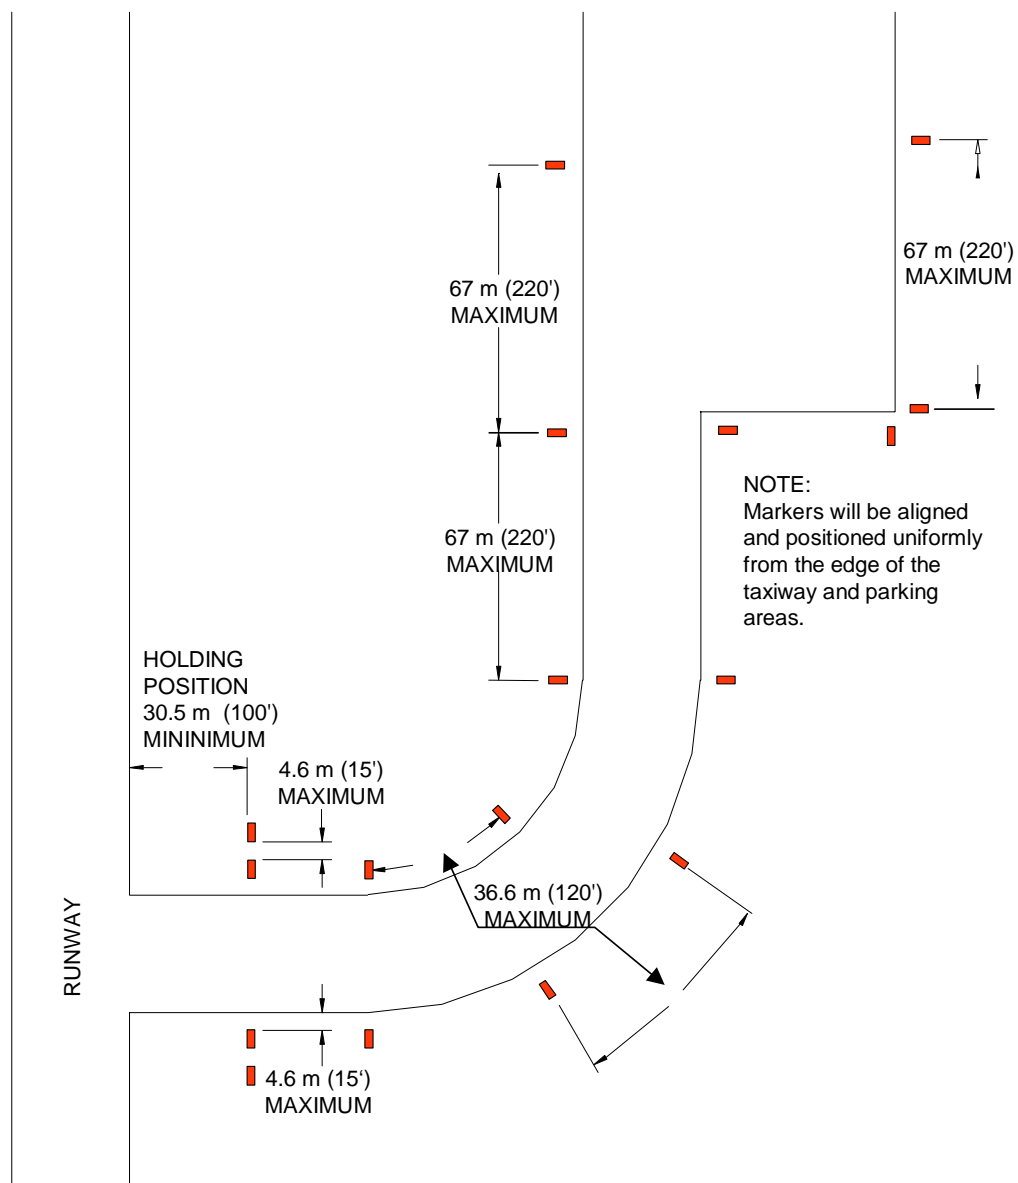 67 m (220')
MAXIMUM
67 m (220')
MAXIMUM
67 m (220')
MAXIMUM
NOTE:
Markers will be aligned
and positioned uniformly
from the edge of the
taxiway and parking
areas.
HOLDING
POSITION
30.5 m (100')
MININIMUM
4.6 m (15')
MAXIMUM
36.6 m (120')
MAXIMUM
RUNWAY
4.6 m (15‘)
MAXIMUM